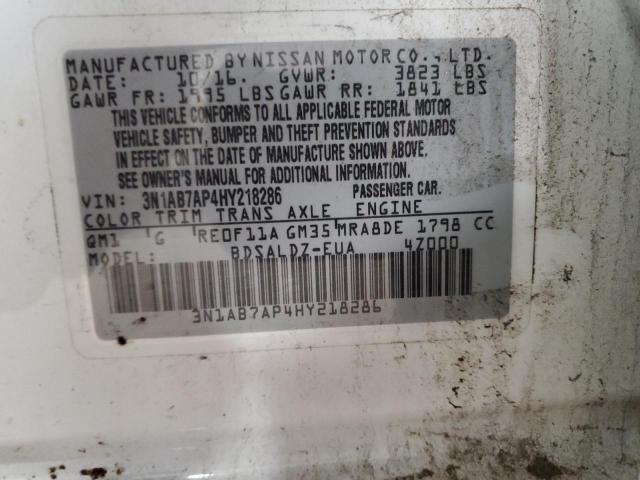 MANUFACTURED BY NISSAN MOTOR CO., LTD.
DATE: 10/16. GVWR: 3823 LBS
GAWR FR: 1995 LBS GAWR RR: 1841 LBS
THIS VEHICLE CONFORMS TO ALL APPLICABLE FEDERAL MOTOR
VEHICLE SAFETY, BUMPER AND THEFT PREVENTION STANDARDS
IN EFFECT ON THE DATE OF MANUFACTURE SHOWN ABOVE.
SEE OWNER'S MANUAL FOR ADDITIONAL INFORMATION.
VIN: 3N1AB7AP4HY218286 PASSENGER CAR.
COLOR TRIM TRANS AXLE ENGINE
QM1 G RE0F11A GM35 MRA8DE 1798 CC
BDSALDZ-EUA 4Z000
3N1AB7AP4HY218286